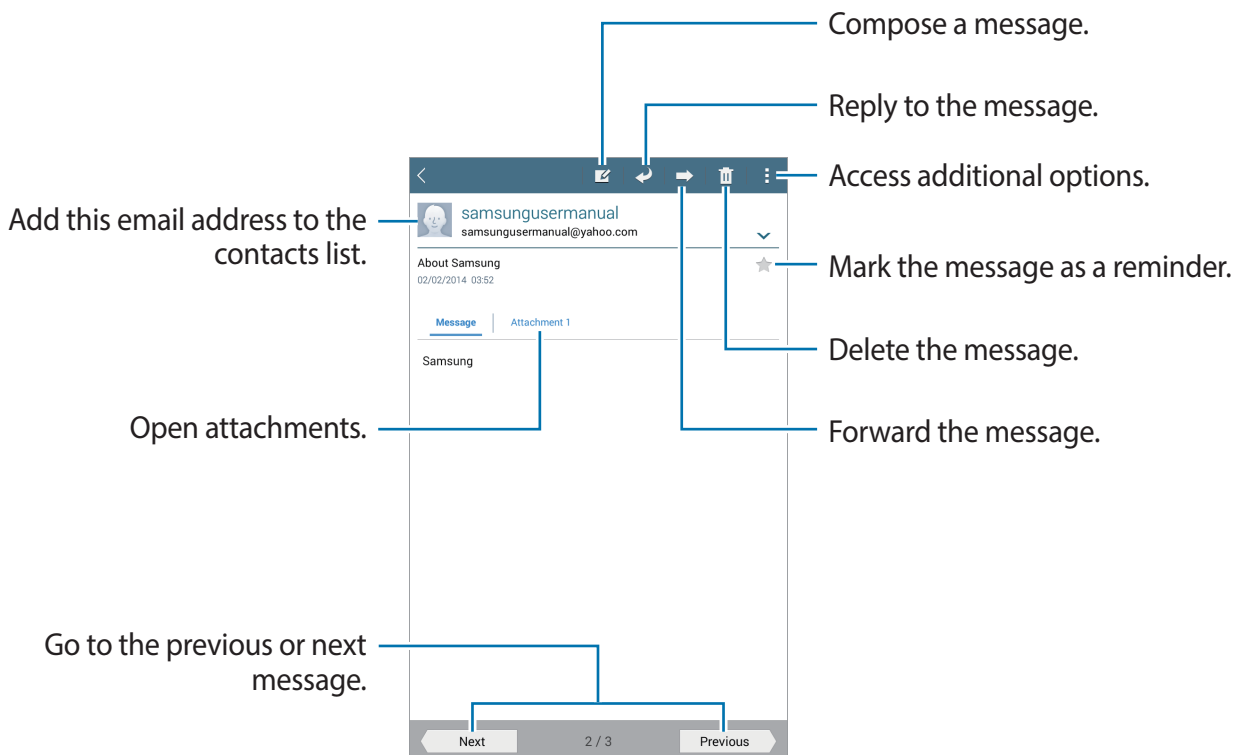 Compose a message.
Reply to the message.
Access additional options.
Add this email address to the
contacts list.
samsungusermanual
samsungusermanual@yahoo.com
About Samsung
02/02/2014 03:52
Mark the message as a reminder.
Message
Attachment 1
Delete the message.
Samsung
Open attachments.
Forward the message.
Go to the previous or next
message.
Next
2 / 3
Previous